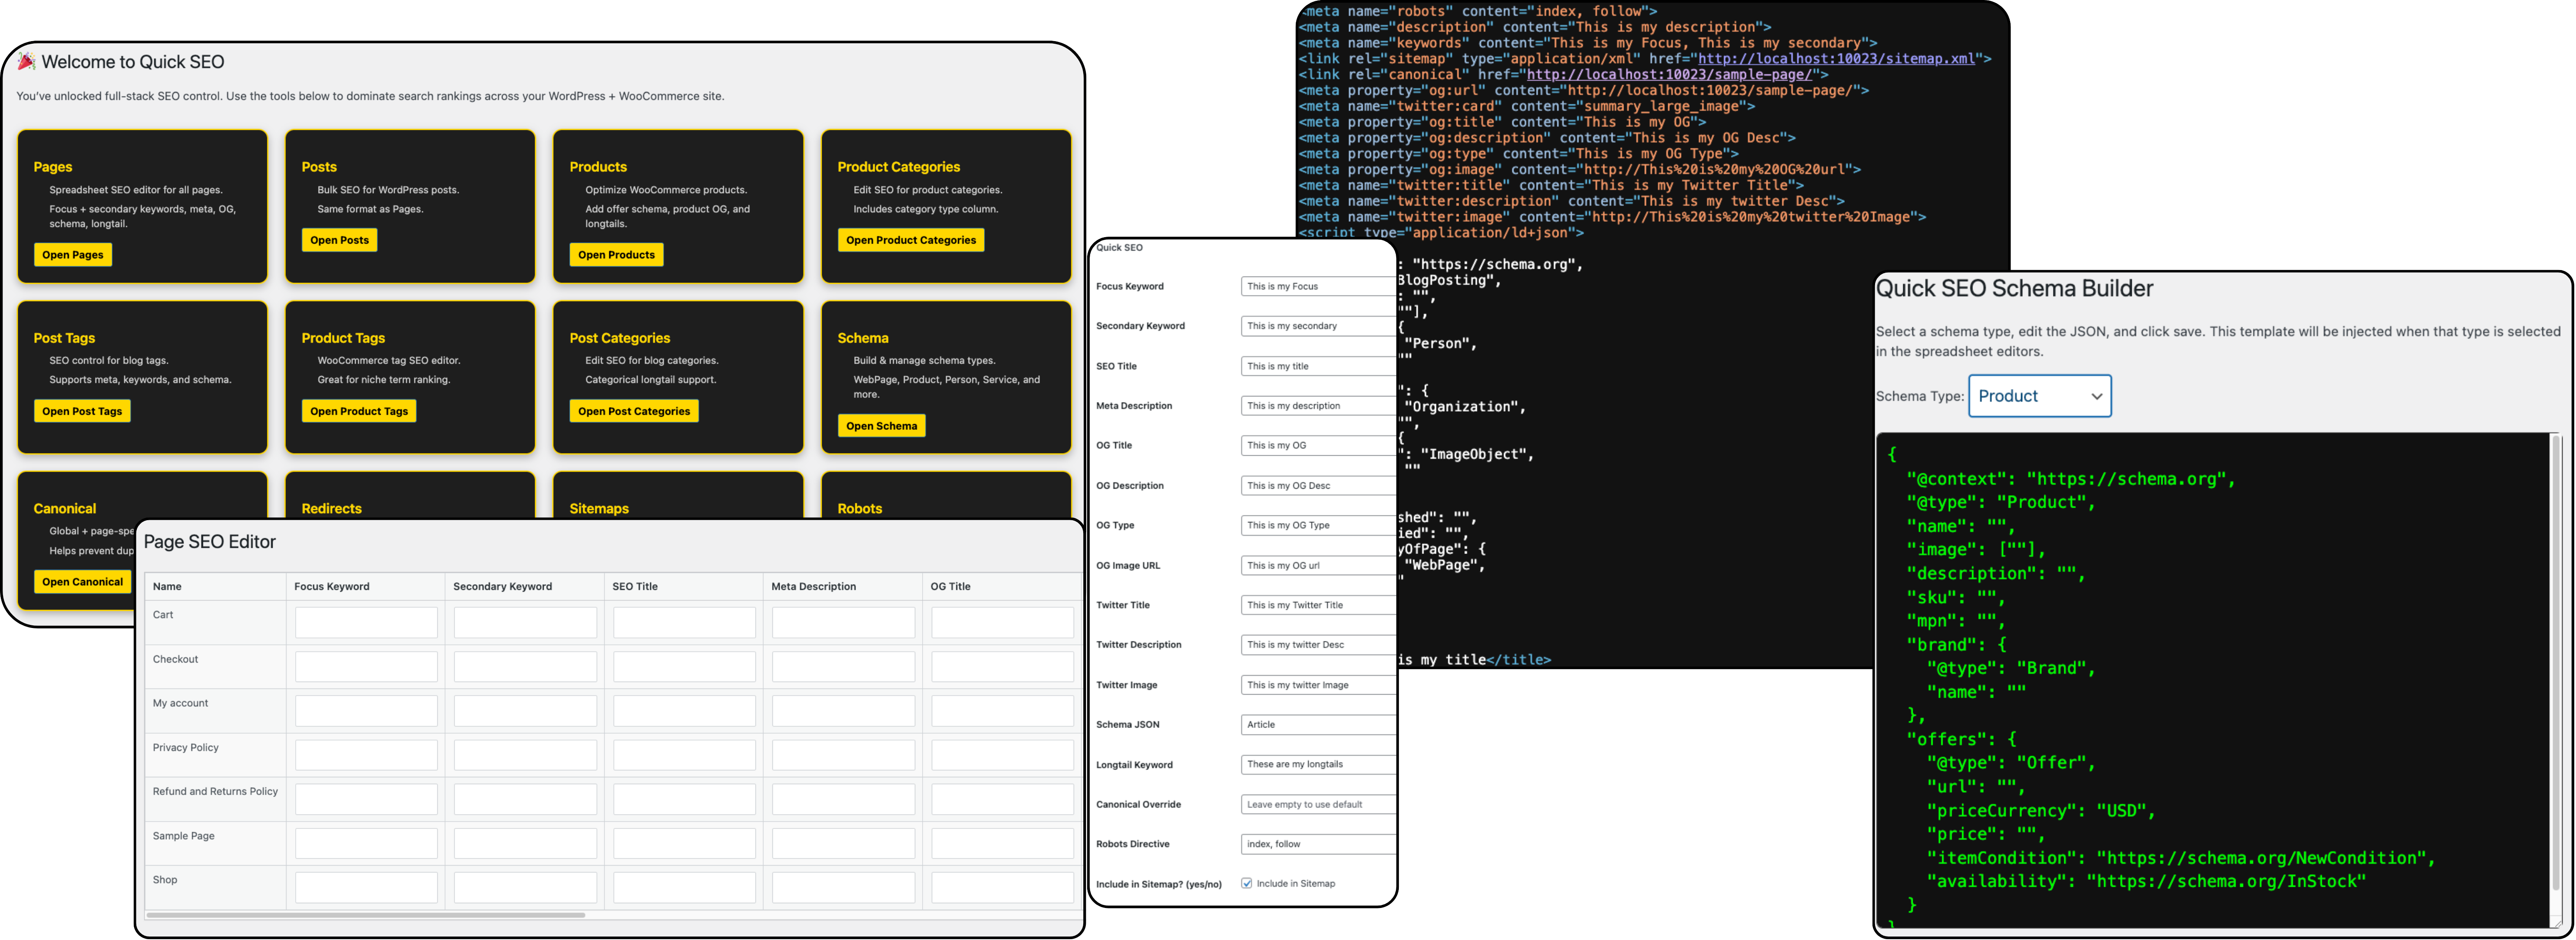 🎉 Welcome to Quick SEO
You've unlocked full-stack SEO control. Use the tools below to dominate search rankings across your WordPress + WooCommerce site.
Pages
Spreadsheet SEO editor for all pages.
Focus + secondary keywords, meta, OG,
schema, longtail.
Open Pages
Posts
Bulk SEO for WordPress posts.
Same format as Pages.
Open Posts
Products
Optimize WooCommerce products.
Add offer schema, product OG, and
longtails.
Open Products
Product Categories
Edit SEO for product categories.
Includes category type column.
Open Product Categories
Post Tags
SEO control for blog tags.
Supports meta, keywords, and schema.
Open Post Tags
Product Tags
WooCommerce tag SEO editor.
Great for niche term ranking.
Open Product Tags
Post Categories
Edit SEO for blog categories.
Categorical longtail support.
Open Post Categories
Schema
Build & manage schema types.
WebPage, Product, Person, Service, and
more.
Open Schema
Canonical
Global + page-spe
Helps prevent dup
Open Canonical
Redirects
Sitemaps
Robots
Page SEO Editor
Name Focus Keyword Secondary Keyword SEO Title Meta Description OG Title
Cart
Checkout
My account
Privacy Policy
Refund and Returns Policy
Sample Page
Shop
Quick SEO
Focus Keyword This is my Focus
Secondary Keyword This is my secondary
SEO Title This is my title
Meta Description This is my description
OG Title This is my OG
OG Description This is my OG Desc
OG Type This is my OG Type
OG Image URL This is my OG url
Twitter Title This is my Twitter Title
Twitter Description This is my twitter Desc
Twitter Image This is my twitter Image
Schema JSON Article
Longtail Keyword These are my longtails
Canonical Override Leave empty to use default
Robots Directive index, follow
Include in Sitemap? (yes/no) Include in Sitemap
<meta name="robots" content="index, follow">
<meta name="description" content="This is my description">
<meta name="keywords" content="This is my Focus, This is my secondary">
<link rel="sitemap" type="application/xml" href="http://localhost:10023/sitemap.xml">
<link rel="canonical" href="http://localhost:10023/sample-page/">
<meta property="og:url" content="http://localhost:10023/sample-page/">
<meta name="twitter:card" content="summary_large_image">
<meta property="og:title" content="This is my OG">
<meta property="og:description" content="This is my OG Desc">
<meta property="og:type" content="This is my OG Type">
<meta property="og:image" content="http://This%20is%20my%20OG%20url">
<meta name="twitter:title" content="This is my Twitter Title">
<meta name="twitter:description" content="This is my twitter Desc">
<meta name="twitter:image" content="http://This%20is%20my%20twitter%20Image">
<script type="application/ld+json">
: "https://schema.org",
BlogPosting",
: "",
""],
{
"Person",
""
": {
"Organization",
"",
{
": "ImageObject",
""
shed": "",
ied": "",
yOfPage": {
"WebPage",
"
is my title</title>
Quick SEO Schema Builder
Select a schema type, edit the JSON, and click save. This template will be injected when that type is selected
in the spreadsheet editors.
Schema Type: Product
{
"@context": "https://schema.org",
"@type": "Product",
"name": "",
"image": [""],
"description": "",
"sku": "",
"mpn": "",
"brand": {
"@type": "Brand",
"name": ""
},
"offers": {
"@type": "Offer",
"url": "",
"priceCurrency": "USD",
"price": "",
"itemCondition": "https://schema.org/NewCondition",
"availability": "https://schema.org/InStock"
}
}